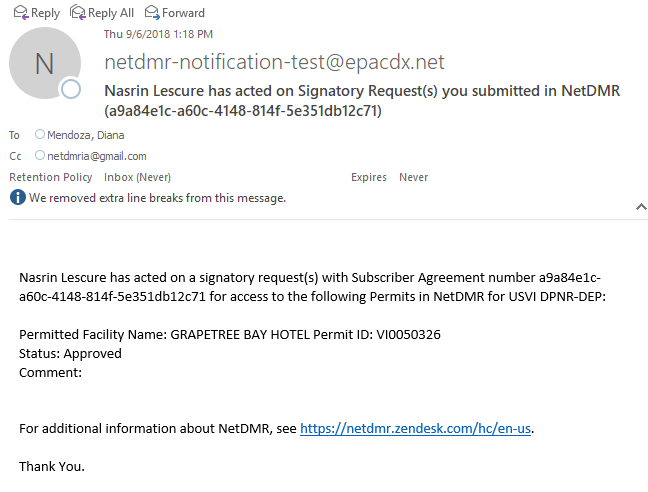 Reply Reply All Forward
Thu 9/6/2018 1:18 PM
N
netdmr-notification-test@epacdx.net
Nasrin Lescure has acted on Signatory Request(s) you submitted in NetDMR
(a9a84e1c-a60c-4148-814f-5e351db12c71)
To Mendoza, Diana
Cc netdmria@gmail.com
Retention Policy Inbox (Never) Expires Never
We removed extra line breaks from this message.
Nasrin Lescure has acted on a signatory request(s) with Subscriber Agreement number a9a84e1c-
a60c-4148-814f-5e351db12c71 for access to the following Permits in NetDMR for USVI DPNR-DEP:
Permitted Facility Name: GRAPETREE BAY HOTEL Permit ID: VI0050326
Status: Approved
Comment:
For additional information about NetDMR, see https://netdmr.zendesk.com/hc/en-us.
Thank You.